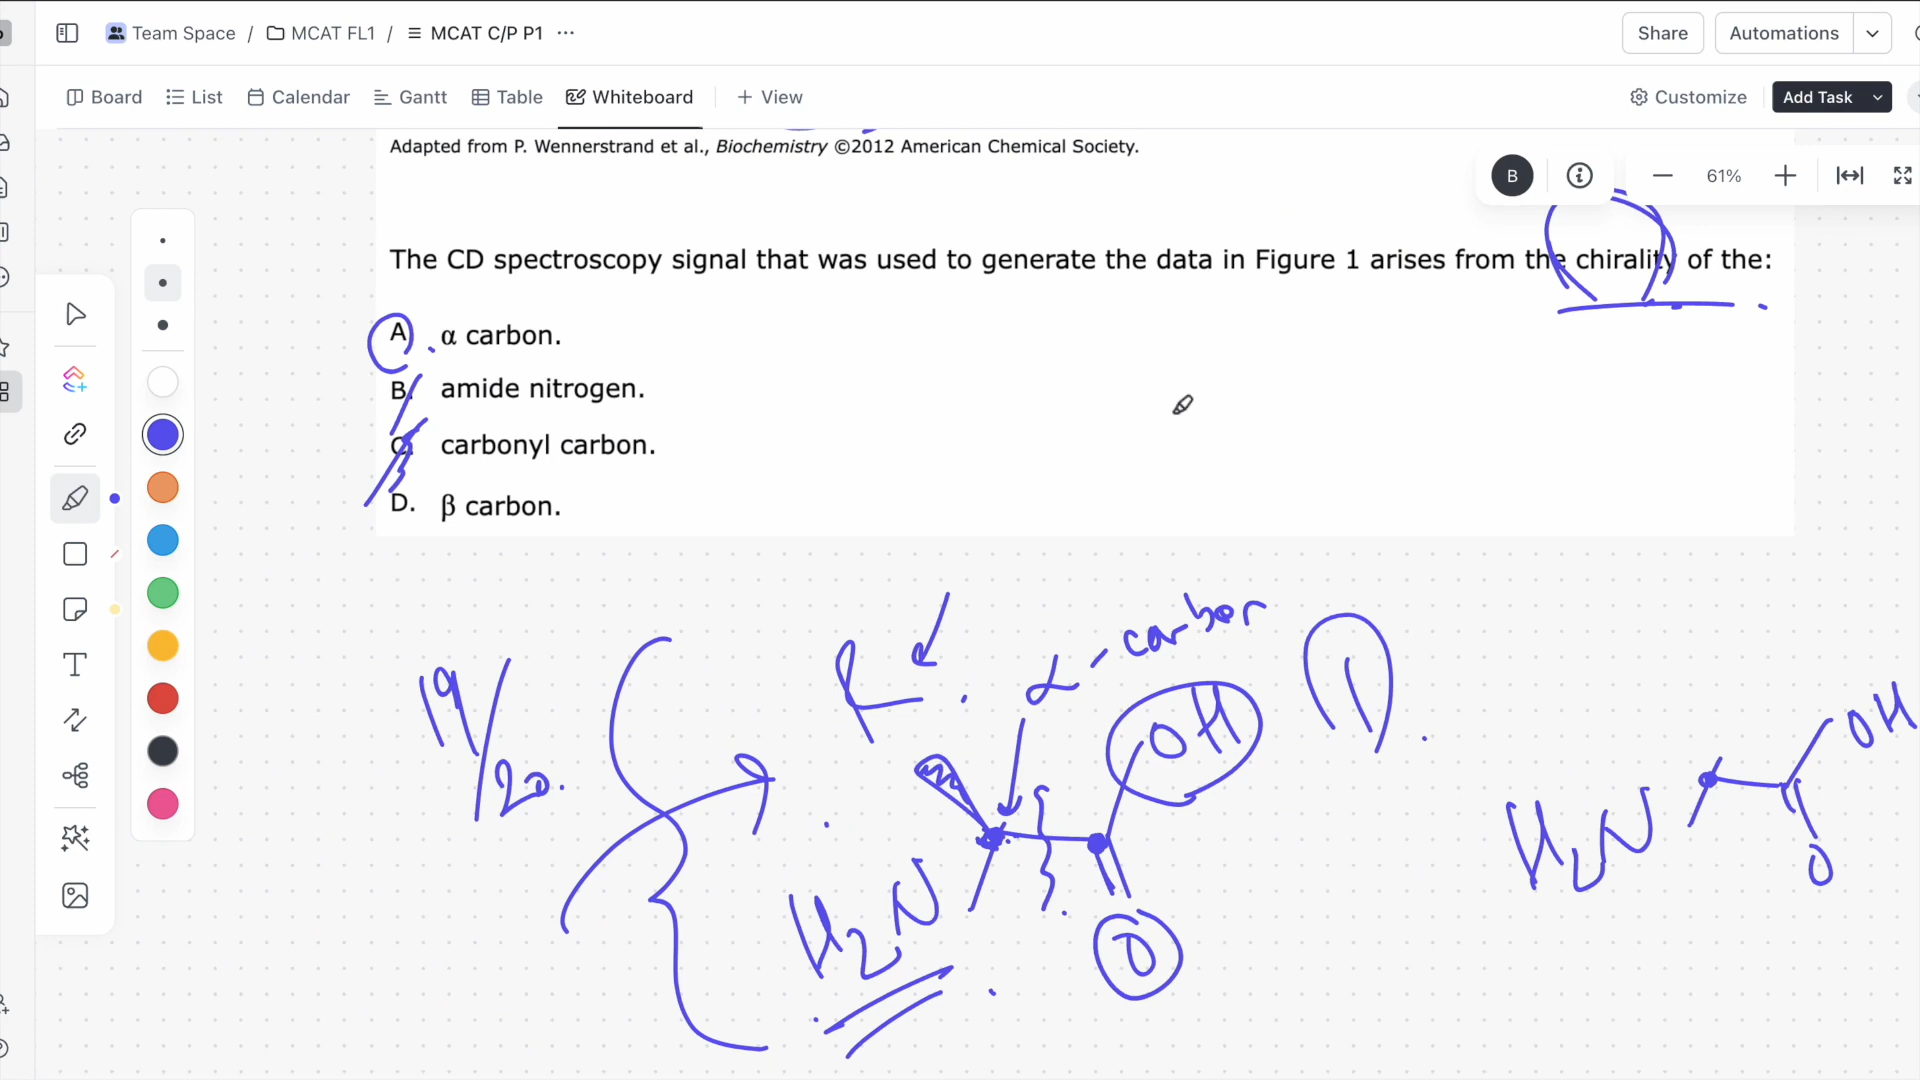 Team Space / MCAT FL1 / MCAT C/P P1 ...
Share
Automations
Board
List
Calendar
Gantt
Table
Whiteboard
+ View
Customize
Add Task
Adapted from P. Wennerstrand et al., Biochemistry ©2012 American Chemical Society.
B
61%
The CD spectroscopy signal that was used to generate the data in Figure 1 arises from the chirality of the:
A. α carbon.
B. amide nitrogen.
C. carbonyl carbon.
D. β carbon.
T
19/20.
R
α - carbon
OH
H2N
O
OH
H2N
O